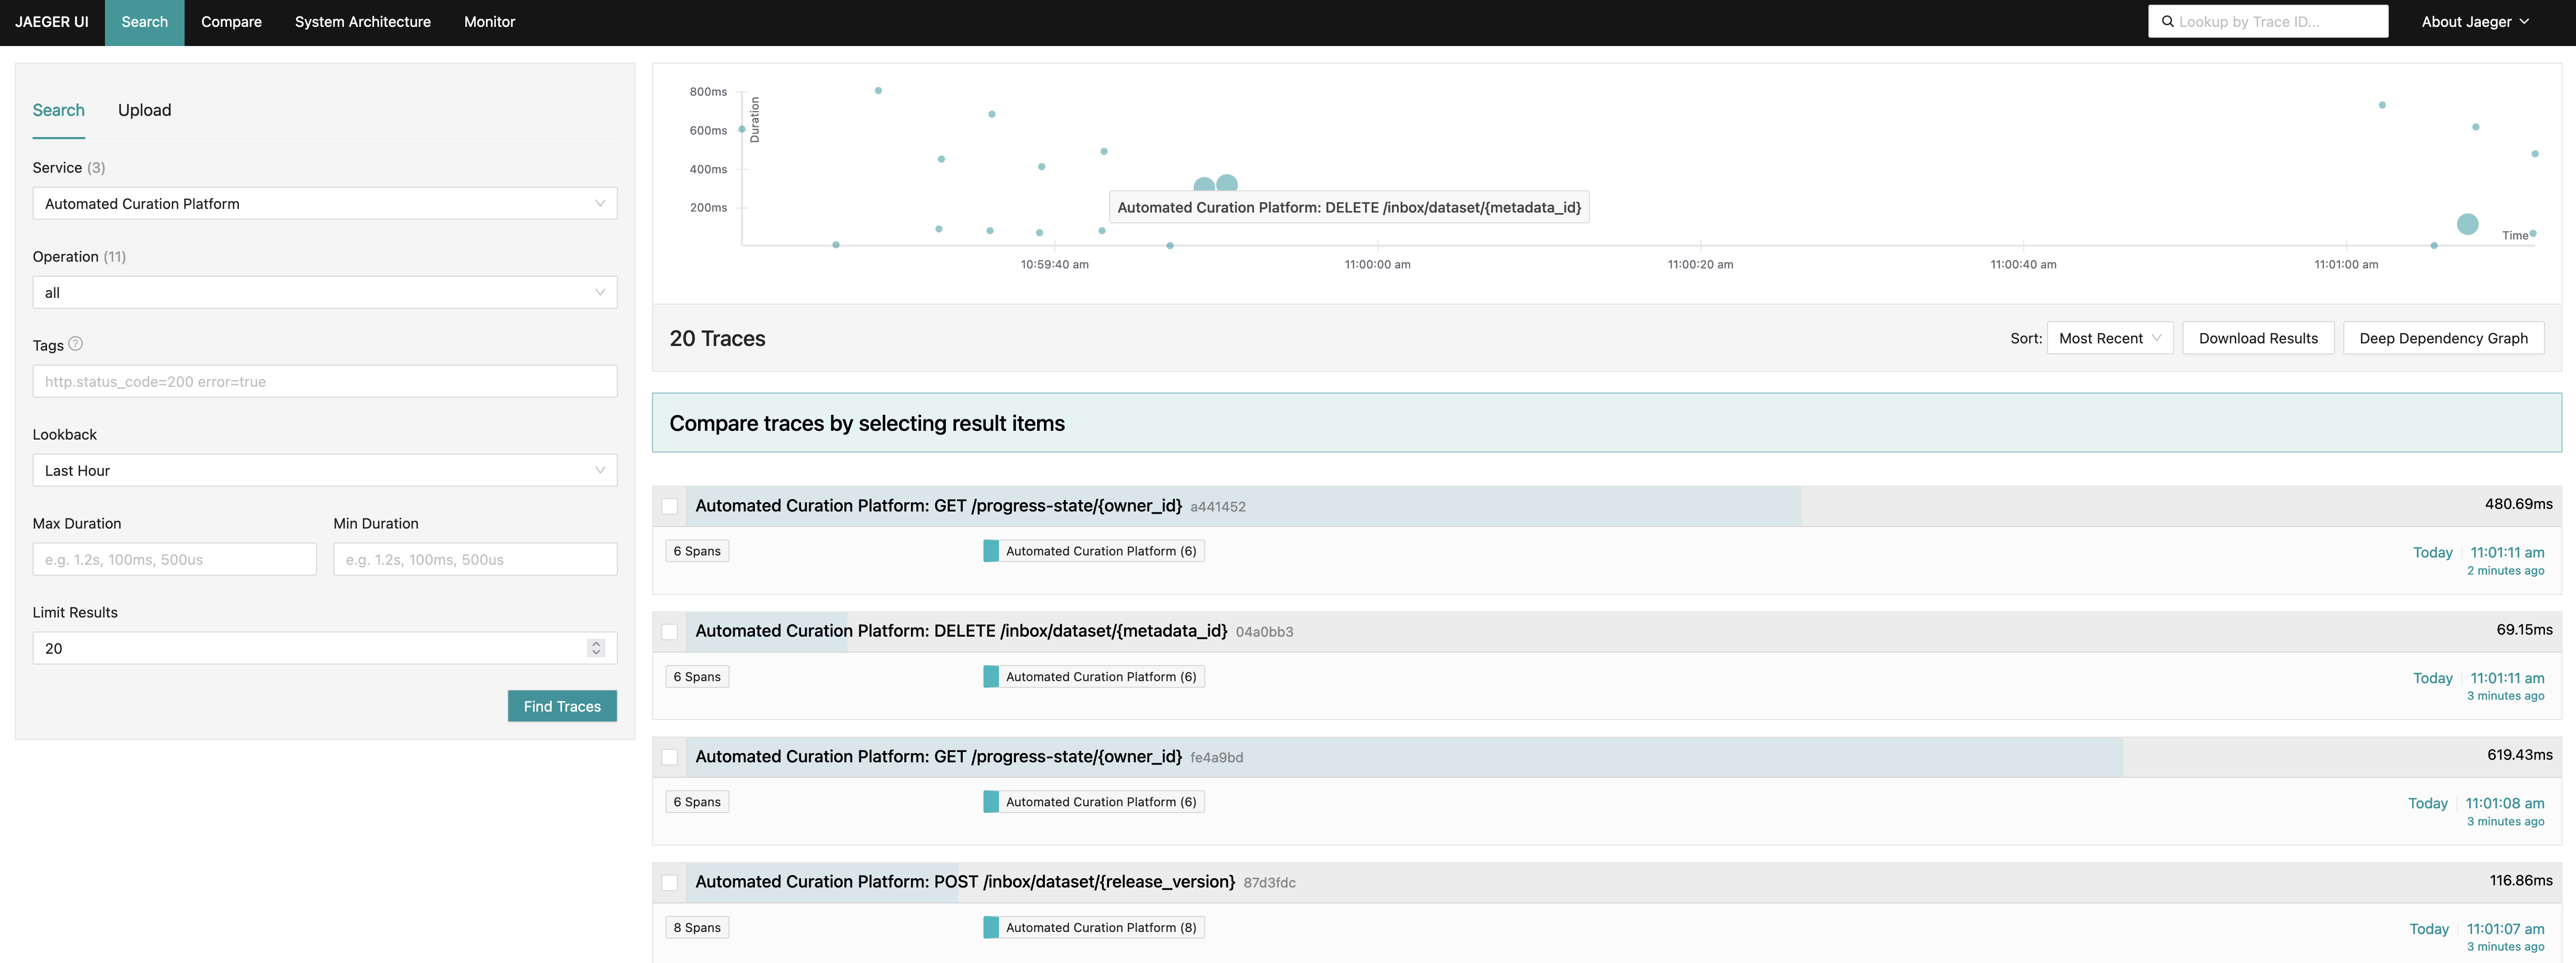 JAEGER UI Search Compare System Architecture Monitor Lookup by Trace ID... About Jaeger
Search Upload
Service (3)
Automated Curation Platform
Operation (11)
all
Tags ?
http.status_code=200 error=true
Lookback
Last Hour
Max Duration Min Duration
e.g. 1.2s, 100ms, 500us e.g. 1.2s, 100ms, 500us
Limit Results
20
Find Traces
800ms
600ms
400ms
200ms
Duration
Automated Curation Platform: DELETE /inbox/dataset/{metadata_id}
Time
10:59:40 am 11:00:00 am 11:00:20 am 11:00:40 am 11:01:00 am
20 Traces Sort: Most Recent Download Results Deep Dependency Graph
Compare traces by selecting result items
Automated Curation Platform: GET /progress-state/{owner_id} a441452 480.69ms
6 Spans Automated Curation Platform (6) Today 11:01:11 am
2 minutes ago
Automated Curation Platform: DELETE /inbox/dataset/{metadata_id} 04a0bb3 69.15ms
6 Spans Automated Curation Platform (6) Today 11:01:11 am
3 minutes ago
Automated Curation Platform: GET /progress-state/{owner_id} fe4a9bd 619.43ms
6 Spans Automated Curation Platform (6) Today 11:01:08 am
3 minutes ago
Automated Curation Platform: POST /inbox/dataset/{release_version} 87d3fdc 116.86ms
8 Spans Automated Curation Platform (8) Today 11:01:07 am
3 minutes ago